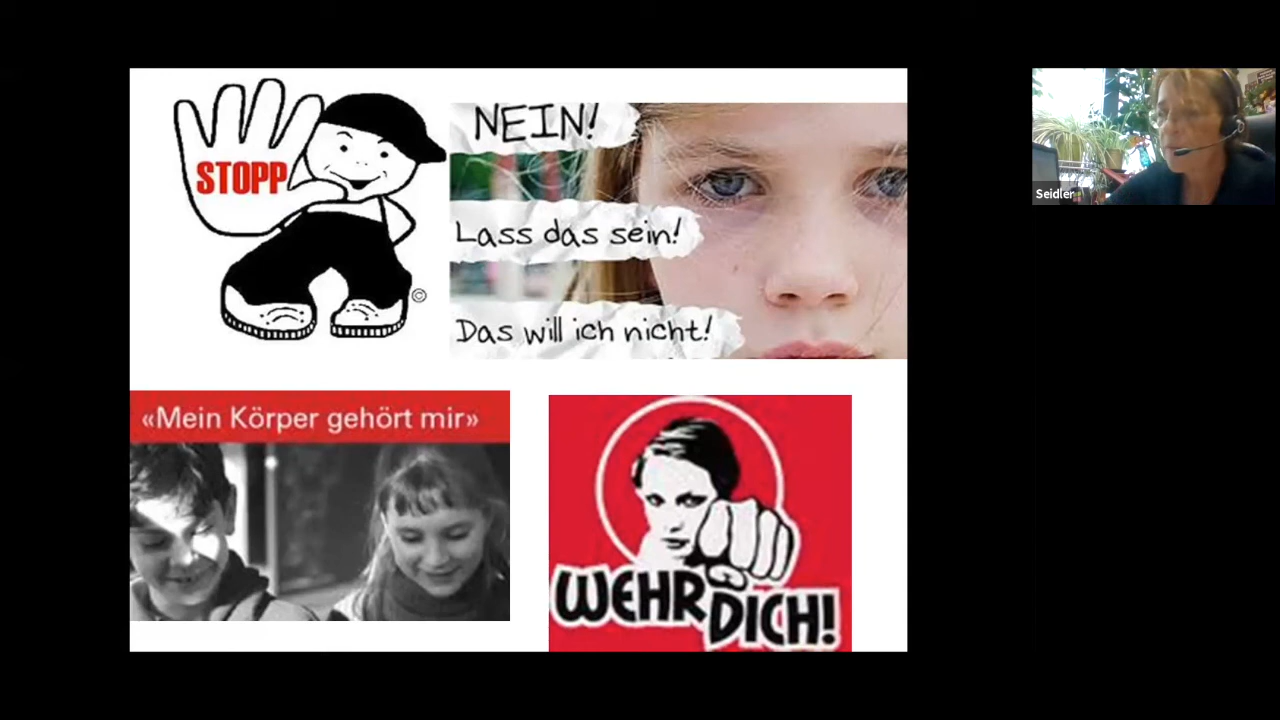 STOPP
©
NEIN!
Lass das sein!
Das will ich nicht!
«Mein Körper gehört mir»
WEHR
DICH!
Seidler